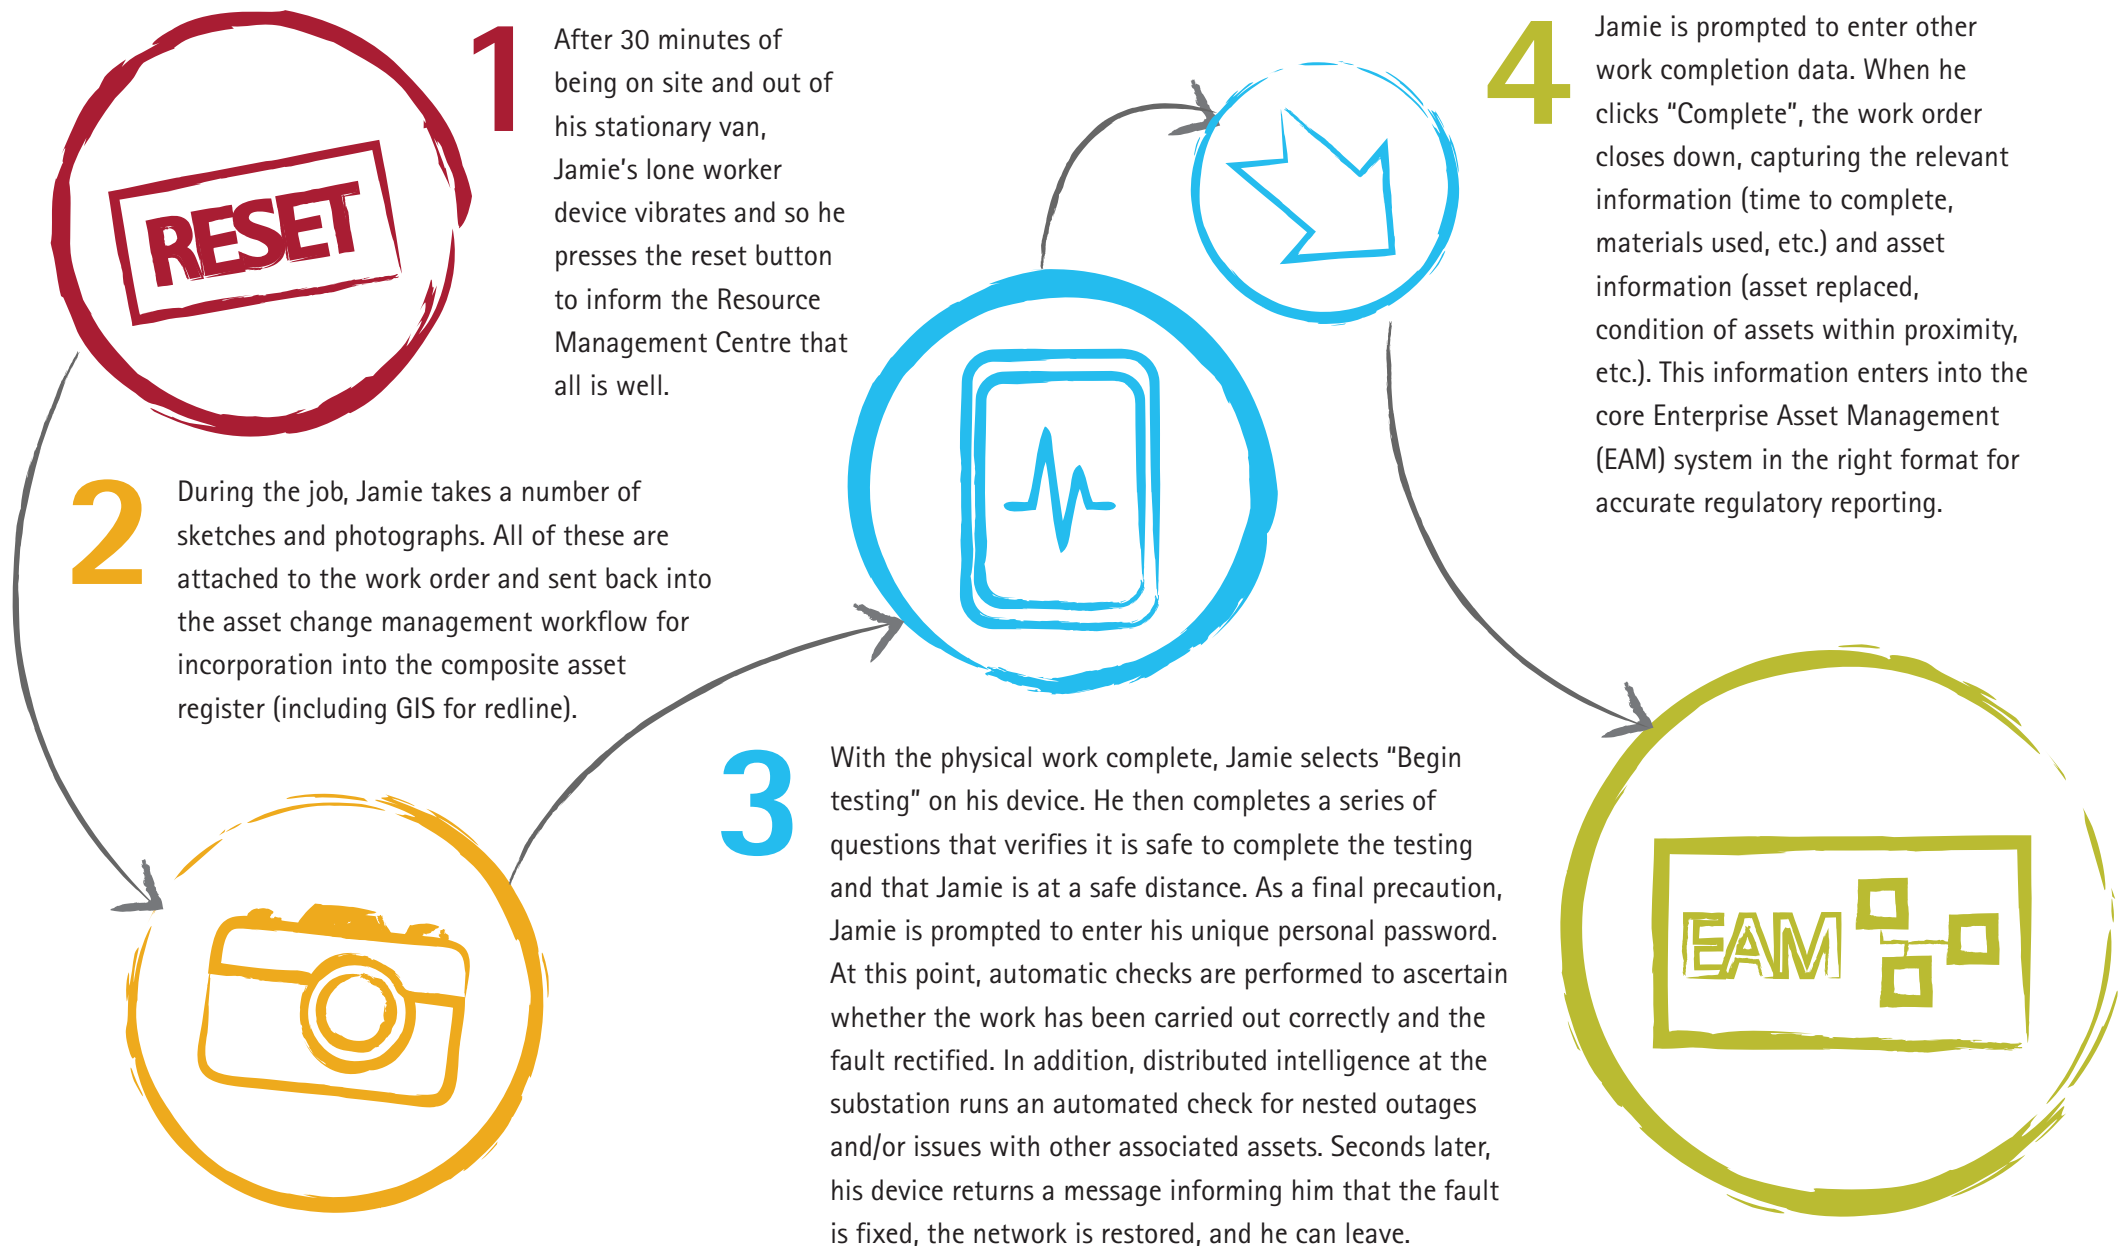 RESET
1
After 30 minutes of
being on site and out of
his stationary van,
Jamie's lone worker
device vibrates and so he
presses the reset button
to inform the Resource
Management Centre that
all is well.
2
During the job, Jamie takes a number of
sketches and photographs. All of these are
attached to the work order and sent back into
the asset change management workflow for
incorporation into the composite asset
register (including GIS for redline).
3
With the physical work complete, Jamie selects "Begin
testing" on his device. He then completes a series of
questions that verifies it is safe to complete the testing
and that Jamie is at a safe distance. As a final precaution,
Jamie is prompted to enter his unique personal password.
At this point, automatic checks are performed to ascertain
whether the work has been carried out correctly and the
fault rectified. In addition, distributed intelligence at the
substation runs an automated check for nested outages
and/or issues with other associated assets. Seconds later,
his device returns a message informing him that the fault
is fixed, the network is restored, and he can leave.
4
Jamie is prompted to enter other
work completion data. When he
clicks "Complete", the work order
closes down, capturing the relevant
information (time to complete,
materials used, etc.) and asset
information (asset replaced,
condition of assets within proximity,
etc.). This information enters into the
core Enterprise Asset Management
(EAM) system in the right format for
accurate regulatory reporting.
EAM